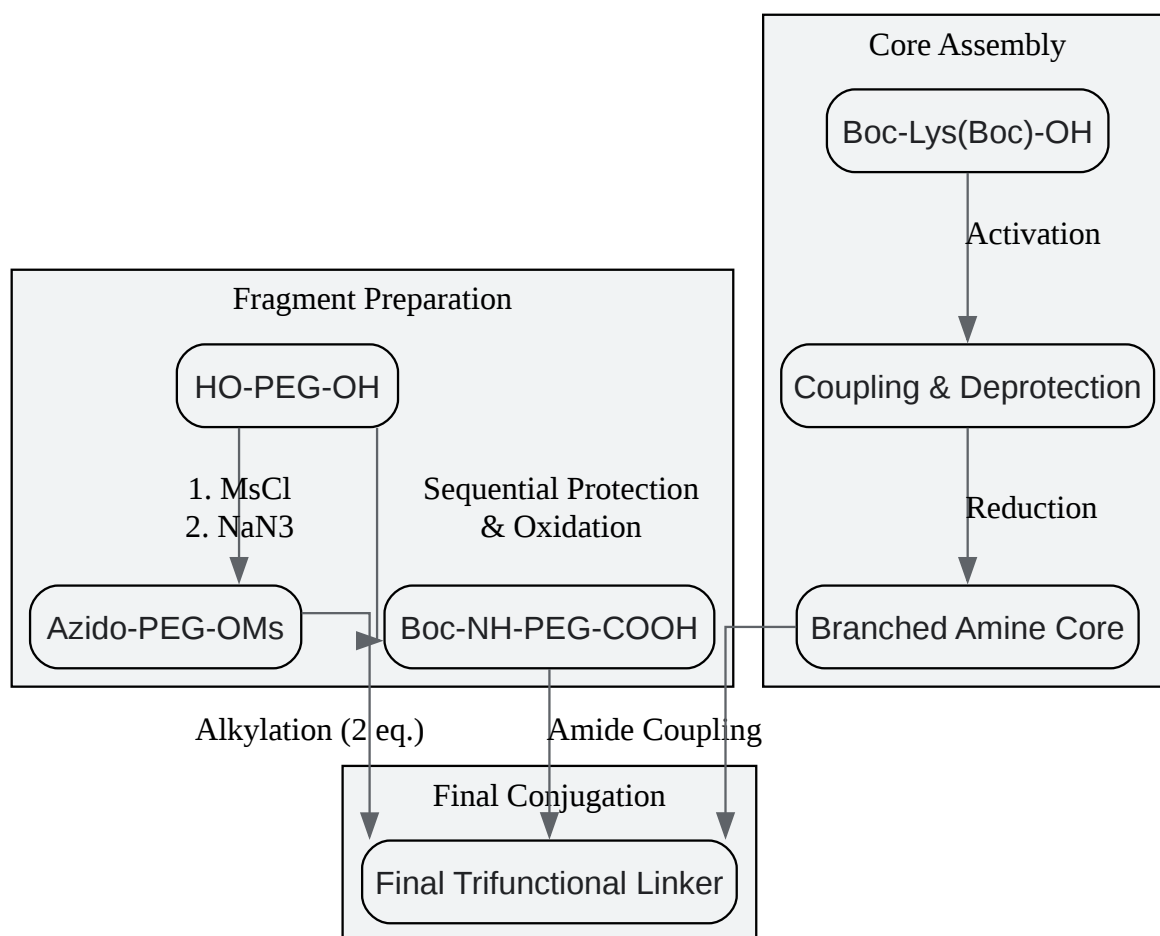 Core Assembly
Boc-Lys(Boc)-OH
Activation
Fragment Preparation
HO-PEG-OH
Coupling & Deprotection
1. MsCl
2. NaN3
Sequential Protection
& Oxidation
Reduction
Azido-PEG-OMs
Boc-NH-PEG-COOH
Branched Amine Core
Alkylation (2 eq.)
Amide Coupling
Final Conjugation
Final Trifunctional Linker